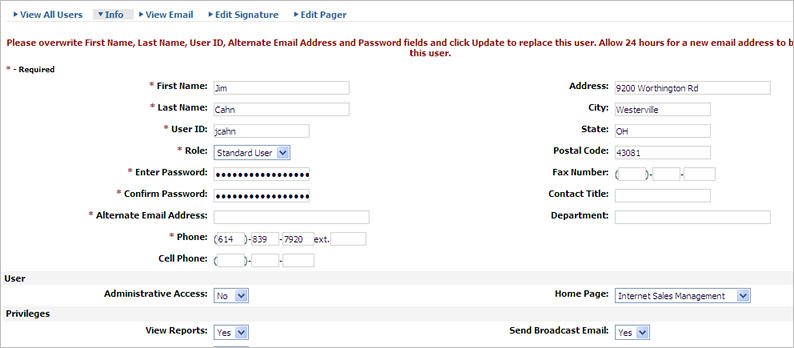 View All Users Info View Email Edit Signature Edit Pager
Please overwrite First Name, Last Name, User ID, Alternate Email Address and Password fields and click Update to replace this user. Allow 24 hours for a new email address to b
this user.
* - Required
* First Name: Jim Address: 9200 Worthington Rd
* Last Name: Cahn City: Westerville
* User ID: jcahn State: OH
* Role: Standard User Postal Code: 43081
* Enter Password: ••••••••••••••••• Fax Number: ( )- -
* Confirm Password: ••••••••••••••••• Contact Title:
* Alternate Email Address: Department:
* Phone: (614 )- 839 - 7920 ext.
Cell Phone: ( )- -
User
Administrative Access: No Home Page: Internet Sales Management
Privileges
View Reports: Yes Send Broadcast Email: Yes